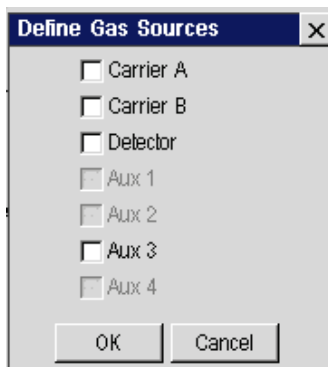 Define Gas Sources
Carrier A
Carrier B
Detector
Aux 1
Aux 2
Aux 3
Aux 4
OK Cancel